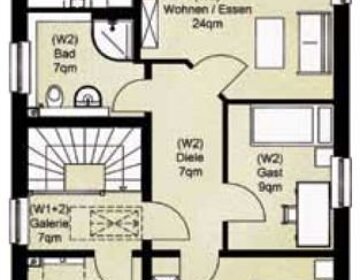 Wohnen / Essen
24qm
(W2)
Bad
7qm
(W2)
Diele
7qm
(W2)
Gast
9qm
(W1+2)
Galerie
7qm